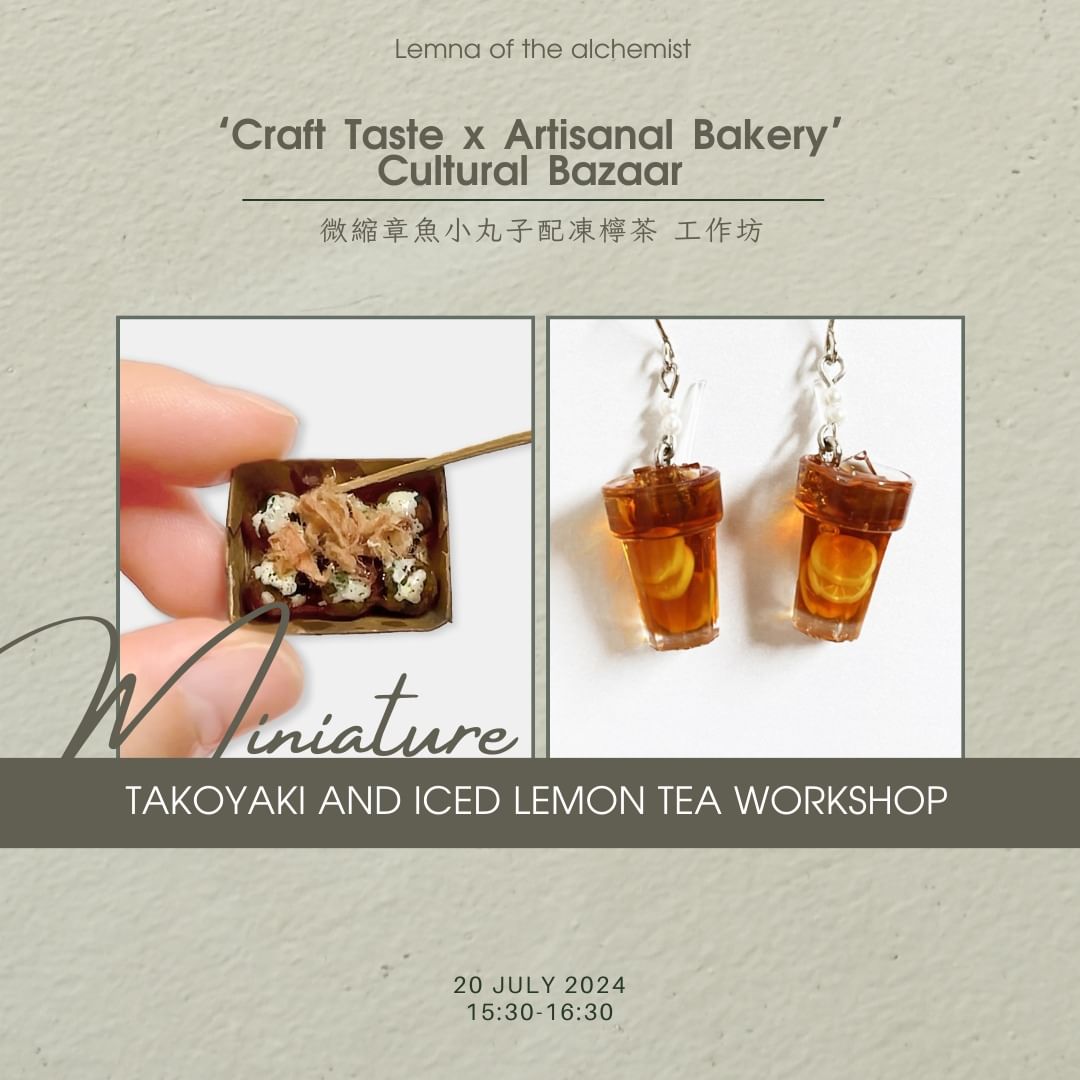 Lemna of the alchemist
‘Craft Taste x Artisanal Bakery’
Cultural Bazaar
微縮章魚小丸子配凍檸茶 工作坊
Miniature
TAKOYAKI AND ICED LEMON TEA WORKSHOP
20 JULY 2024
15:30-16:30